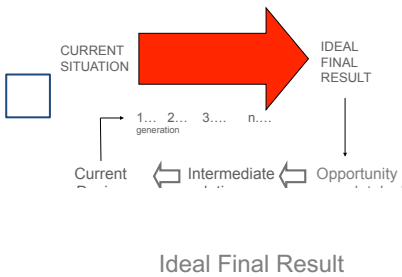 CURRENT
SITUATION
IDEAL
FINAL
RESULT
1… 2… 3…. n….
generation
Current
Intermediate
Opportunity
Ideal Final Result